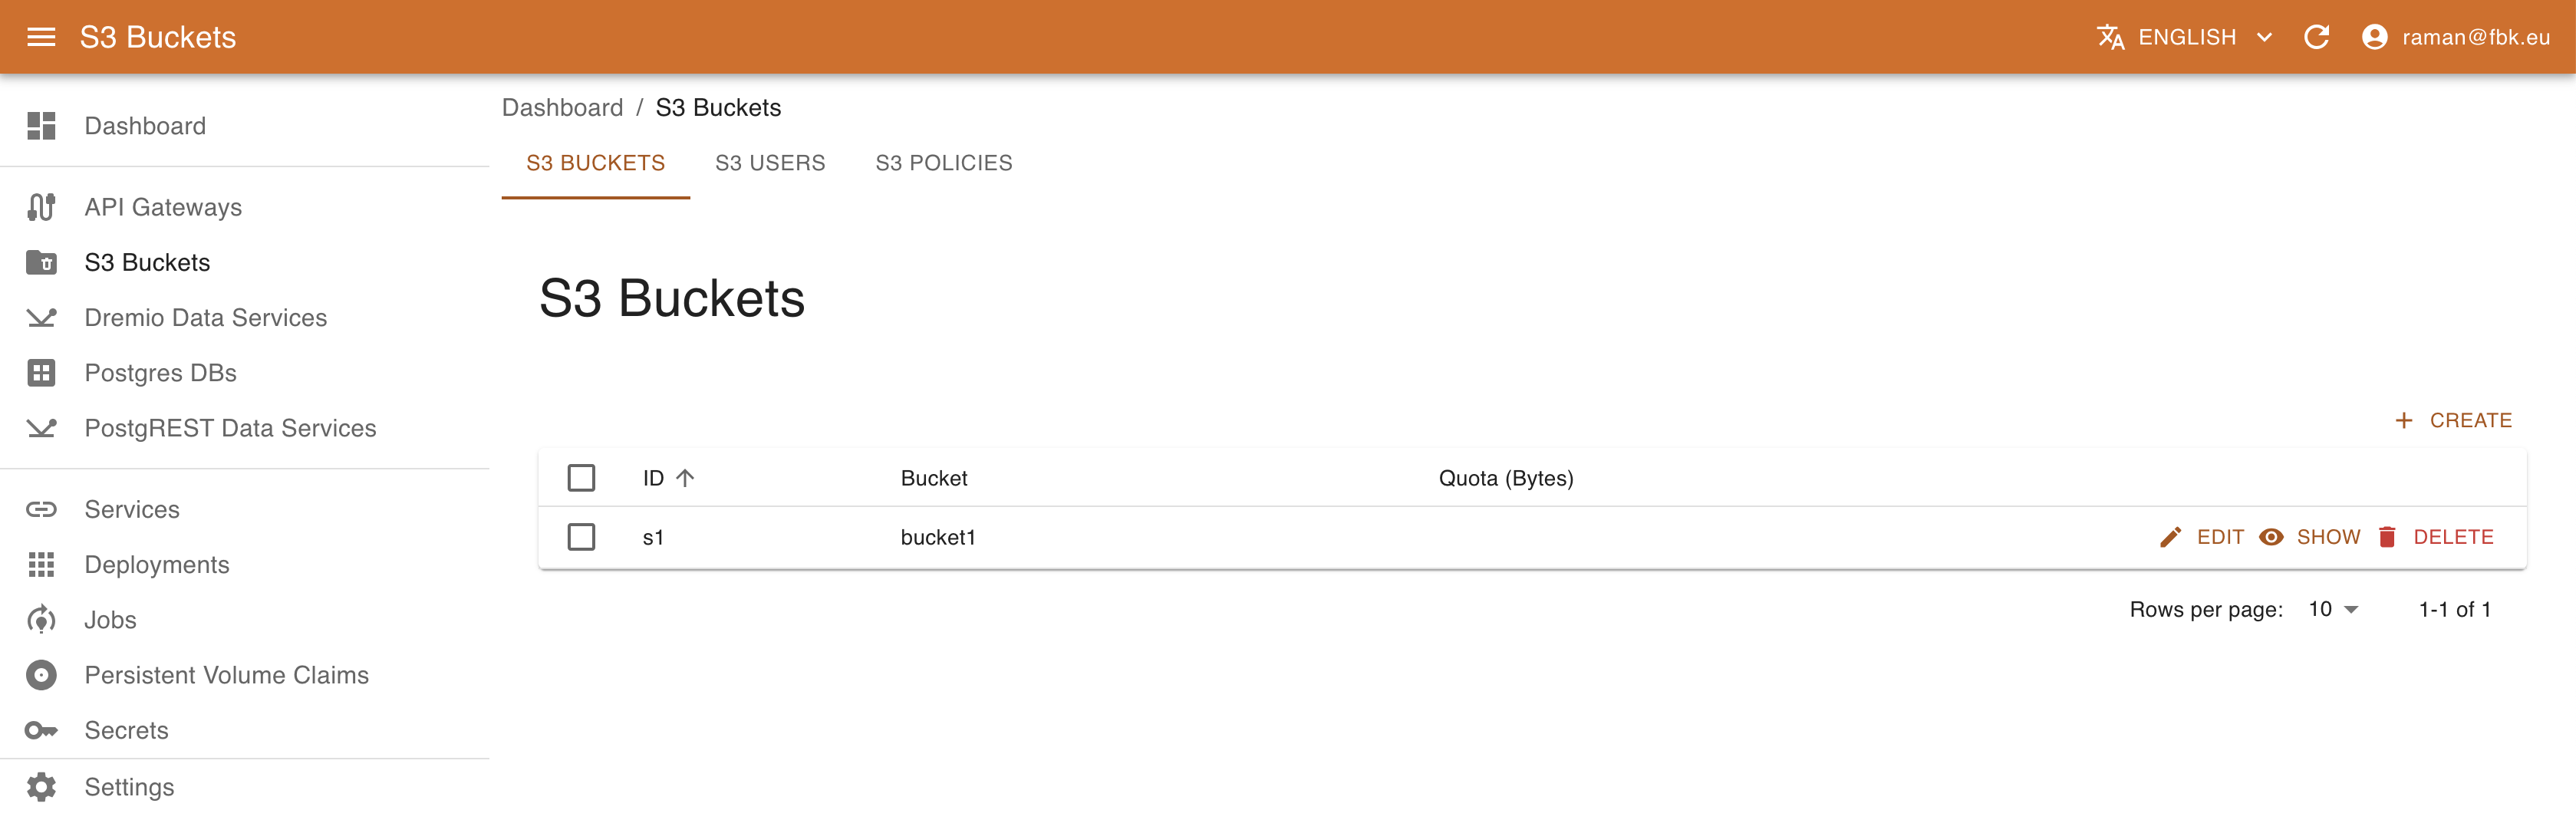 S3 Buckets
ENGLISH
raman@fbk.eu
Dashboard
API Gateways
S3 Buckets
Dremio Data Services
Postgres DBs
PostgREST Data Services
Services
Deployments
Jobs
Persistent Volume Claims
Secrets
Settings
Dashboard / S3 Buckets
S3 BUCKETS S3 USERS S3 POLICIES
S3 Buckets
+ CREATE
ID Bucket Quota (Bytes)
s1 bucket1 EDIT SHOW DELETE
Rows per page: 10 1-1 of 1